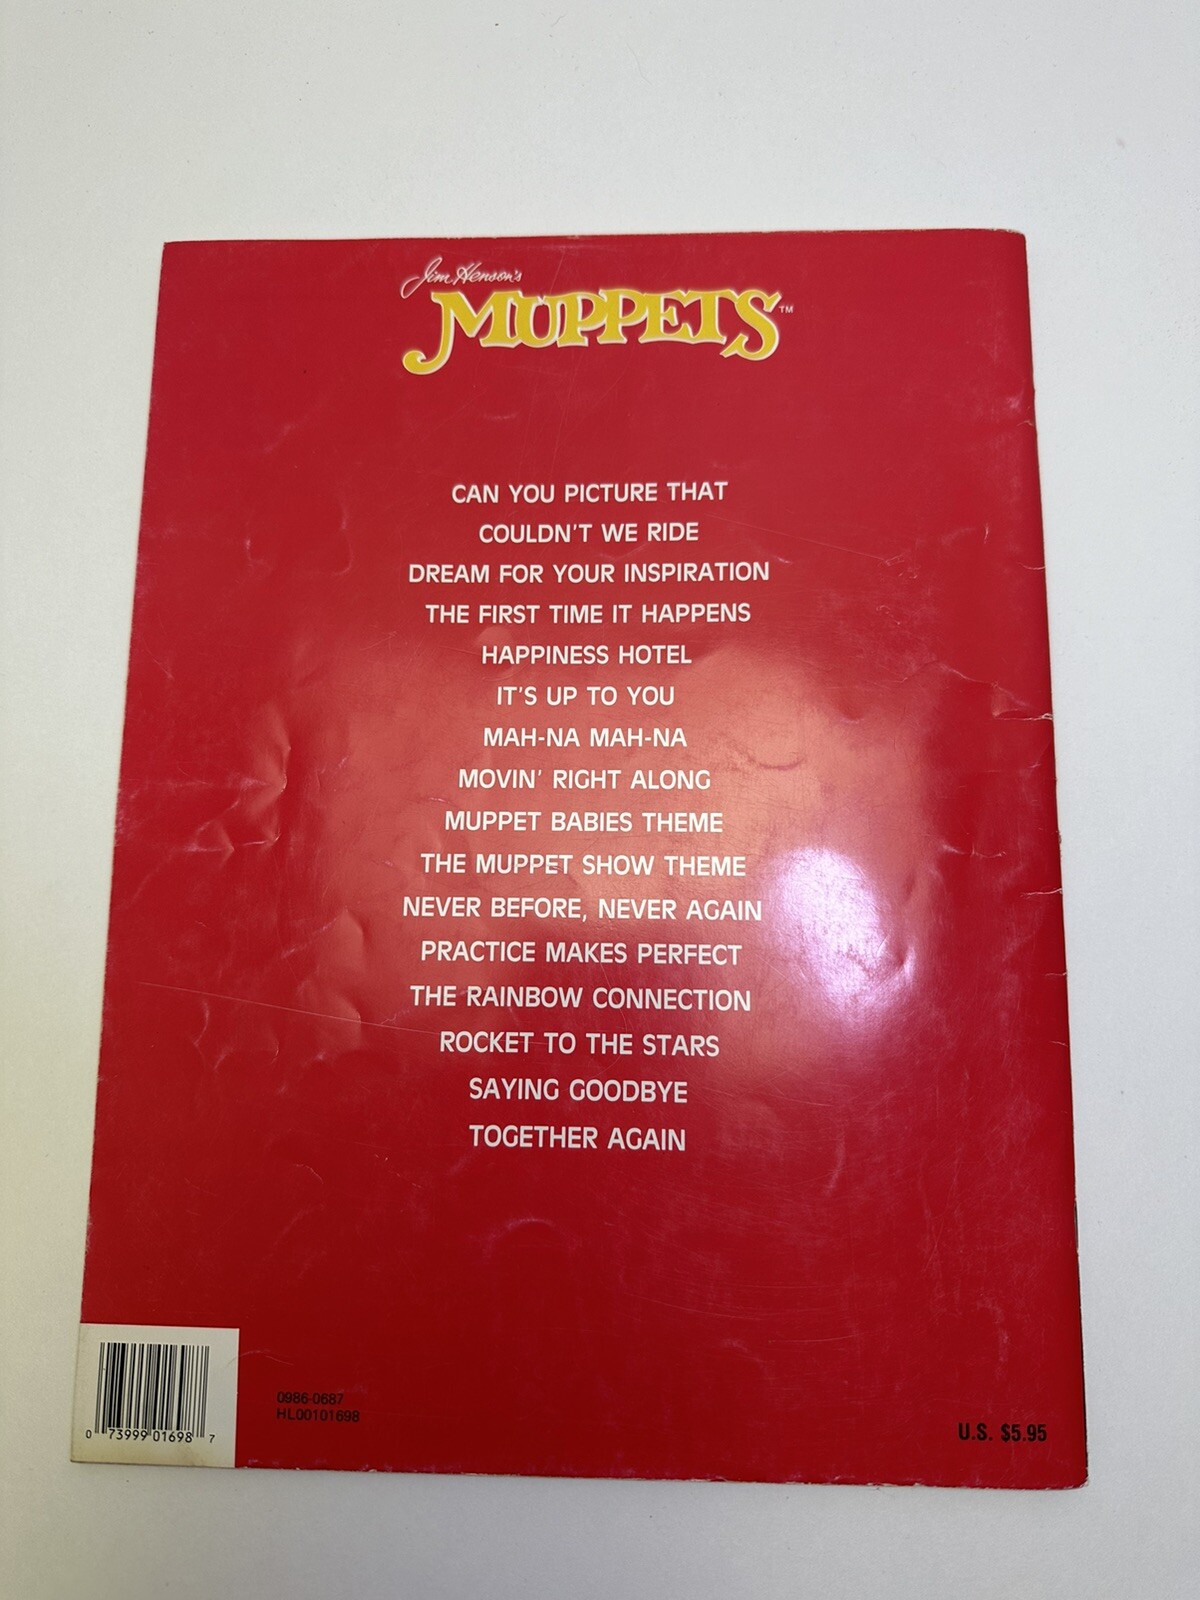 Jim Henson's
MUPPETS™
CAN YOU PICTURE THAT
COULDN'T WE RIDE
DREAM FOR YOUR INSPIRATION
THE FIRST TIME IT HAPPENS
HAPPINESS HOTEL
IT'S UP TO YOU
MAH-NA MAH-NA
MOVIN' RIGHT ALONG
MUPPET BABIES THEME
THE MUPPET SHOW THEME
NEVER BEFORE, NEVER AGAIN
PRACTICE MAKES PERFECT
THE RAINBOW CONNECTION
ROCKET TO THE STARS
SAYING GOODBYE
TOGETHER AGAIN
0986-0687
HL00101698
0 73999 01698 7
U.S. $5.95